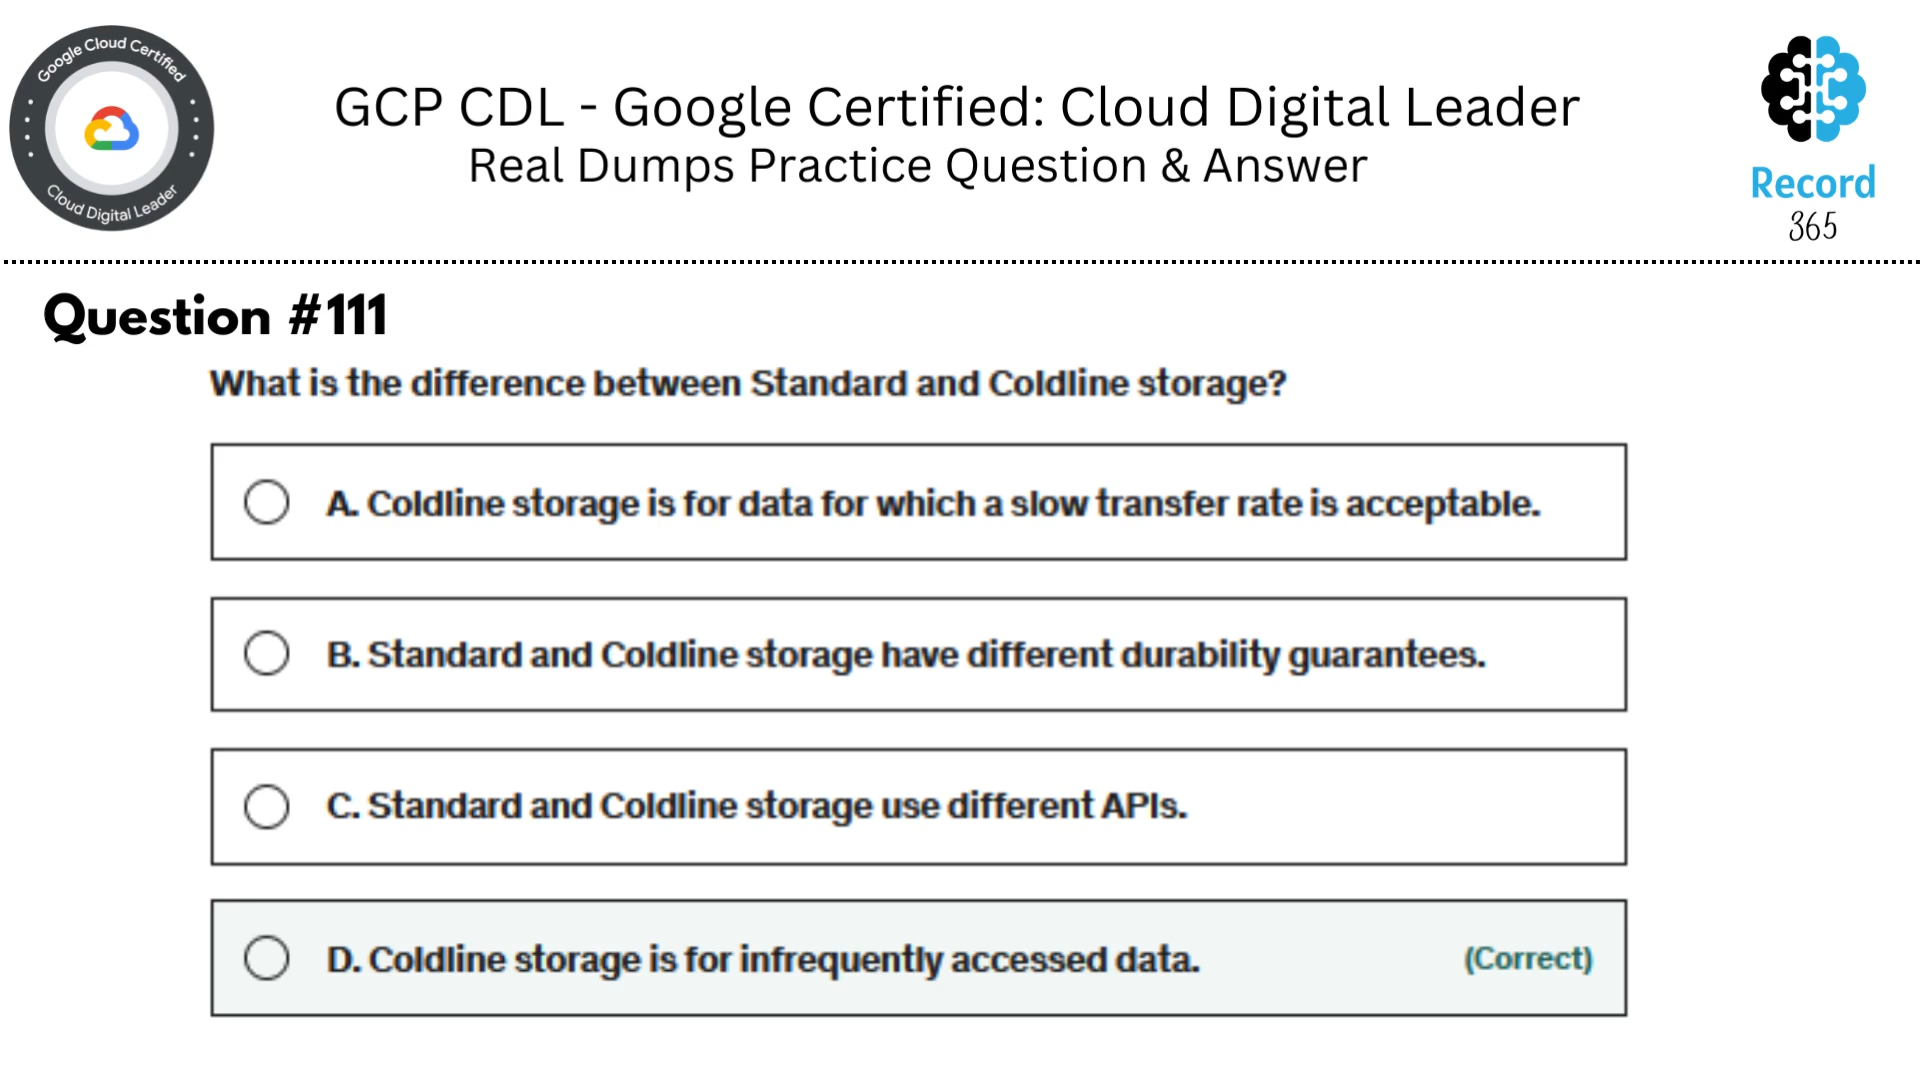 Google Cloud Certified
Cloud Digital Leader
GCP CDL - Google Certified: Cloud Digital Leader
Real Dumps Practice Question & Answer
Record
365
Question #111
What is the difference between Standard and Coldline storage?
A. Coldline storage is for data for which a slow transfer rate is acceptable.
B. Standard and Coldline storage have different durability guarantees.
C. Standard and Coldline storage use different APIs.
D. Coldline storage is for infrequently accessed data. (Correct)